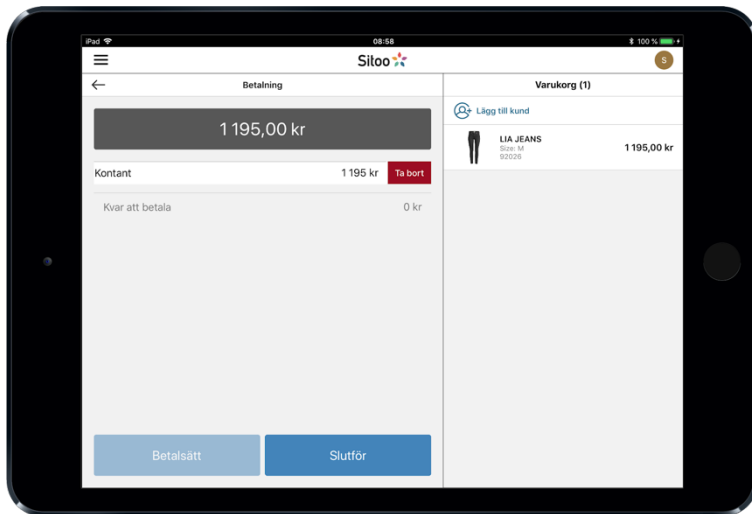 iPad 08:58 100 %
Sitoo S
Betalning
Varukorg (1)
1 195,00 kr
Kontant 1 195 kr Ta bort
Kvar att betala 0 kr
Betalsätt Slutför
Lägg till kund
LIA JEANS
Size: M
92026
1 195,00 kr